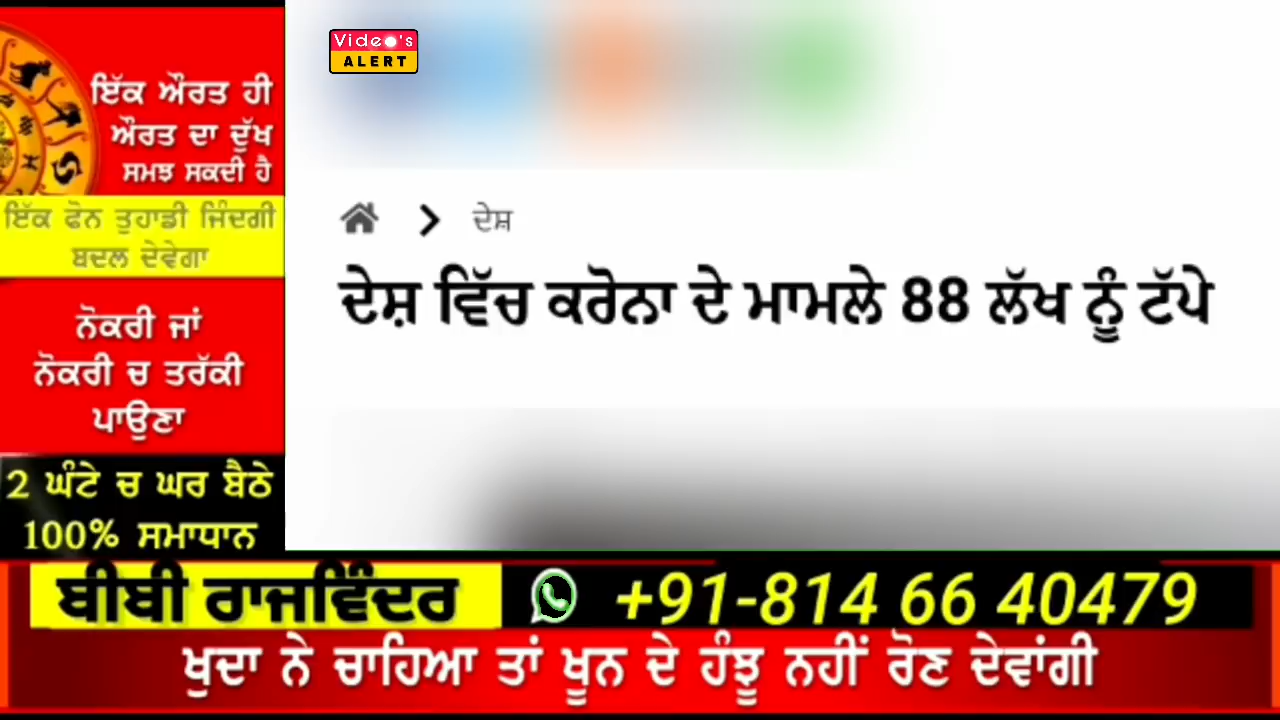 Video's
ALERT
ਇੱਕ ਔਰਤ ਹੀ
ਔਰਤ ਦਾ ਦੁੱਖ
ਸਮਝ ਸਕਦੀ ਹੈ
ਇੱਕ ਫੋਨ ਤੁਹਾਡੀ ਜਿੰਦਗੀ
ਬਦਲ ਦੇਵੇਗਾ
ਨੋਕਰੀ ਜਾਂ
ਨੋਕਰੀ ਚ ਤਰੱਕੀ
ਪਾਉਣਾ
2 ਘੰਟੇ ਚ ਘਰ ਬੈਠੇ
100% ਸਮਾਧਾਨ
ਦੇਸ਼
ਦੇਸ਼ ਵਿੱਚ ਕਰੋਨਾ ਦੇ ਮਾਮਲੇ 88 ਲੱਖ ਨੂੰ ਟੱਪੇ
ਬੀਬੀ ਰਾਜਵਿੰਦਰ +91-814 66 40479
ਖੁਦਾ ਨੇ ਚਾਹਿਆ ਤਾਂ ਖੂਨ ਦੇ ਹੰਝੂ ਨਹੀਂ ਰੋਣ ਦੇਵਾਂਗੀ